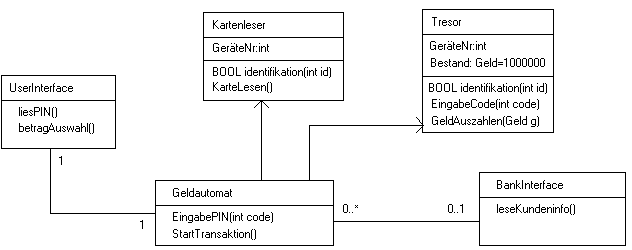 Kartenleser
GeräteNr:int
BOOL identifikation(int id)
KarteLesen()
Tresor
GeräteNr:int
Bestand: Geld=1000000
BOOL identifikation(int id)
EingabeCode(int code)
GeldAuszahlen(Geld g)
UserInterface
liesPIN()
betragAuswahl()
1
1
Geldautomat
EingabePIN(int code)
StartTransaktion()
0..*
0..1
BankInterface
leseKundeninfo()